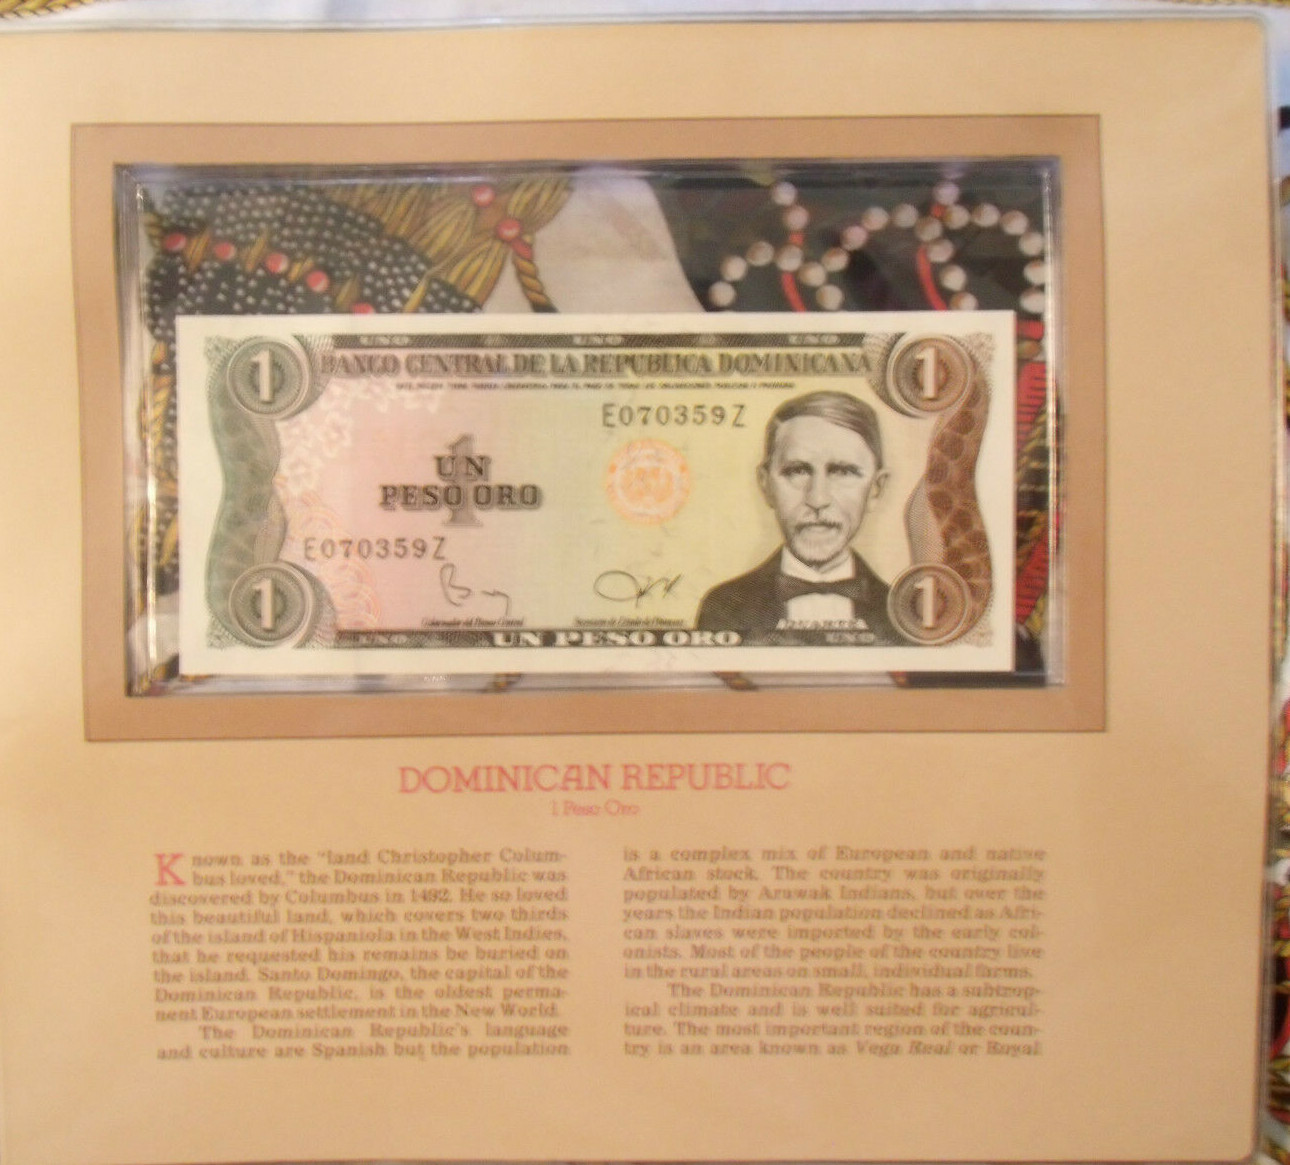 UNO UNO UNO
1 BANCO CENTRAL DE LA REPUBLICA DOMINICANA 1
E070359Z
UN
PESO ORO
1
E070359Z
DUARTE
1 UNO UN PESO ORO UNO 1
DOMINICAN REPUBLIC
1 Peso Oro
Known as the "land Christopher Colum-
bus loved," the Dominican Republic was
discovered by Columbus in 1492. He so loved
this beautiful land, which covers two thirds
of the island of Hispaniola in the West Indies,
that he requested his remains be buried on
the island. Santo Domingo, the capital of the
Dominican Republic, is the oldest perma-
nent European settlement in the New World.
The Dominican Republic's language
and culture are Spanish but the population
is a complex mix of European and native
African stock. The country was originally
populated by Arawak Indians, but over the
years the Indian population declined as Afri-
can slaves were imported by the early col-
onists. Most of the people of the country live
in the rural areas on small, individual farms.
The Dominican Republic has a subtrop-
ical climate and is well suited for agricul-
ture. The most important region of the coun-
try is an area known as Vega Real or Royal